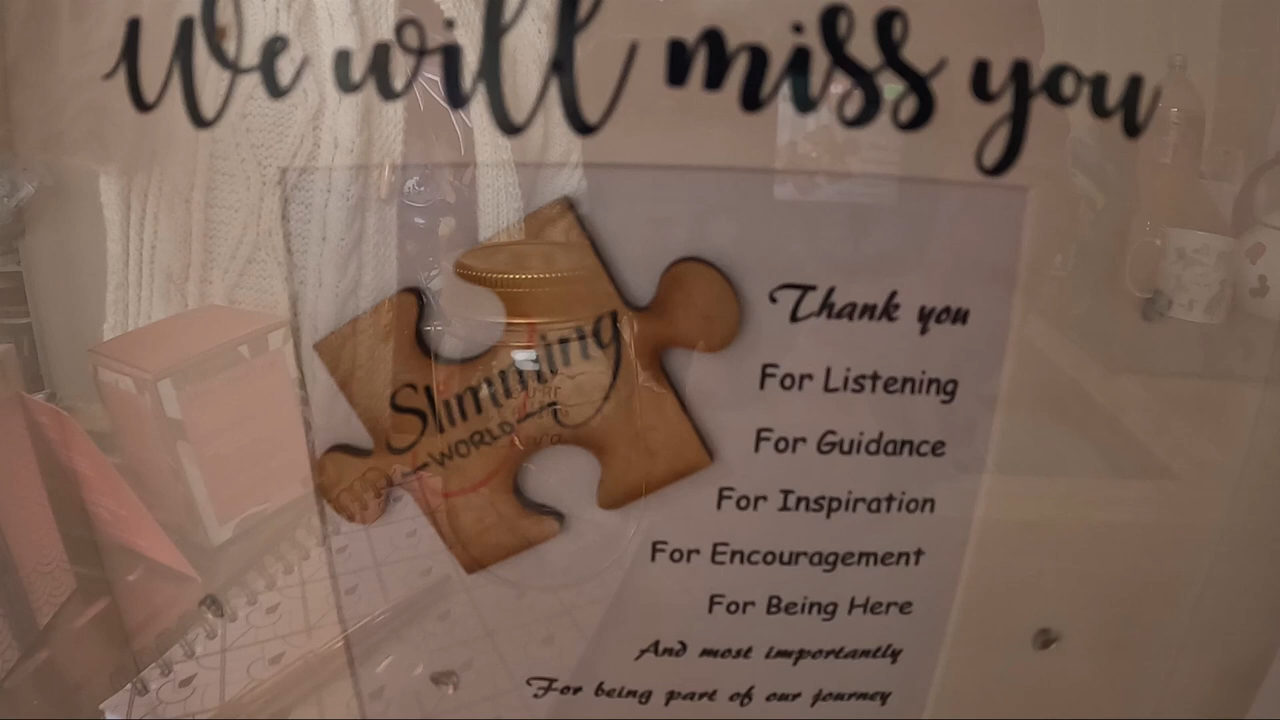 We will miss you
Slimming
WORLD
Thank you
For Listening
For Guidance
For Inspiration
For Encouragement
For Being Here
And most importantly
For being part of our journey